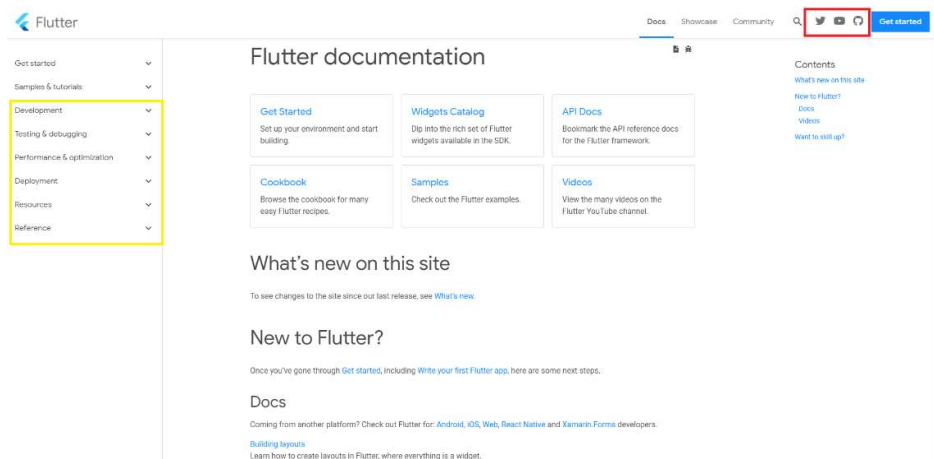 Flutter
Docs
Showcase
Community
Get started
Get started
Samples & tutorials
Development
Testing & debugging
Performance & optimization
Deployment
Resources
Reference
Flutter documentation
Get Started
Set up your environment and start
building.
Widgets Catalog
Dip into the rich set of Flutter
widgets available in the SDK.
API Docs
Bookmark the API reference docs
for the Flutter framework.
Cookbook
Browse the cookbook for many
easy Flutter recipes.
Samples
Check out the Flutter examples.
Videos
View the many videos on the
Flutter YouTube channel.
What's new on this site
To see changes to the site since our last release, see What's new.
New to Flutter?
Once you've gone through Get started, including Write your first Flutter app, here are some next steps.
Docs
Coming from another platform? Check out Flutter for: Android, iOS, Web, React Native and Xamarin.Forms developers.
Building layouts
Learn how to create layouts in Flutter, where everything is a widget.
Contents
What's new on this site
New to Flutter?
Docs
Videos
Want to skill up?